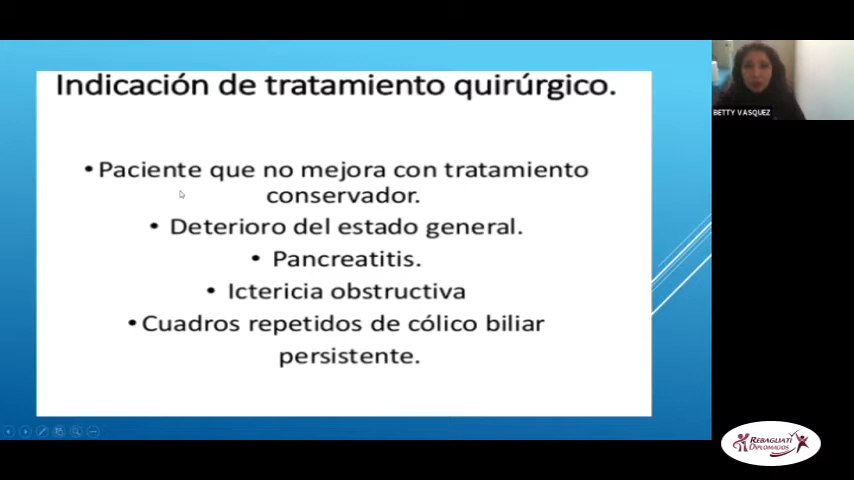 Indicación de tratamiento quirúrgico.
•Paciente que no mejora con tratamiento
conservador.
• Deterioro del estado general.
• Pancreatitis.
• Ictericia obstructiva
•Cuadros repetidos de cólico biliar
persistente.
BETTY VASQUEZ
REBAGLIATI
DIPLOMADOS